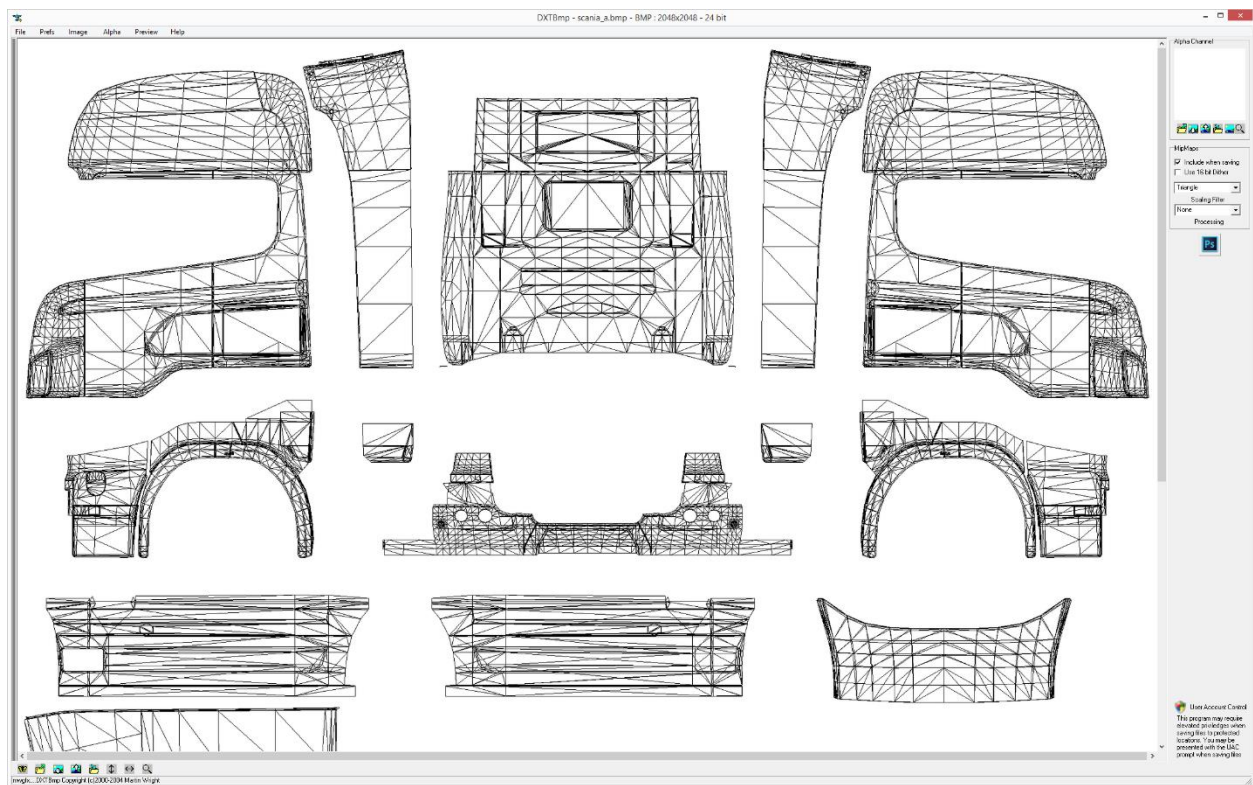 DXTBmp - scania_a.bmp - BMP : 2048x2048 - 24 bit
File Prefs Image Alpha Preview Help
Alpha Channel
MipMaps
Include when saving
Use 16 bit Dither
Triangle
Scaling Filter
None
Processing
Ps
User Account Control
This program may require
elevated priviledges when
saving files to protected
locations. You may be
presented with the UAC
prompt when saving files
DXTBmp Copyright (c)2000-2004 Martin Wright